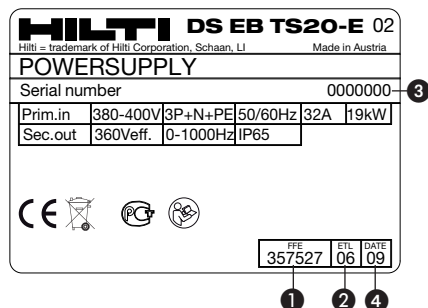 HILTI DS EB TS20-E 02
Hilti = trademark of Hilti Corporation, Schaan, LI Made in Austria
POWERSUPPLY
Serial number 0000000 3
Prim.in 380-400V 3P+N+PE 50/60Hz 32A 19kW
Sec.out 360Veff. 0-1000Hz IP65
CE PCT
FFE ETL DATE
357527 06 09
1 2 4